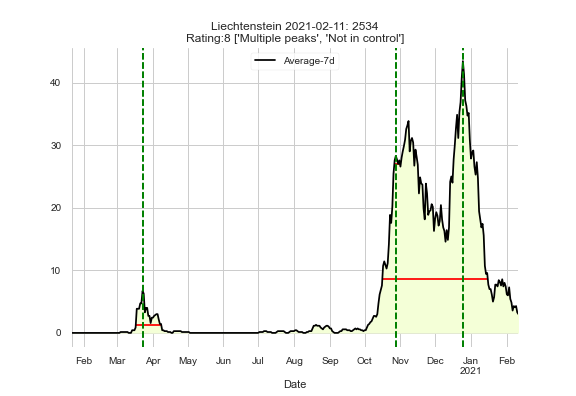 Liechtenstein 2021-02-11: 2534
Rating:8 ['Multiple peaks', 'Not in control']
Average-7d
40
30
20
10
0
Feb Mar Apr May Jun Jul Aug Sep Oct Nov Dec Jan Feb
2021
Date